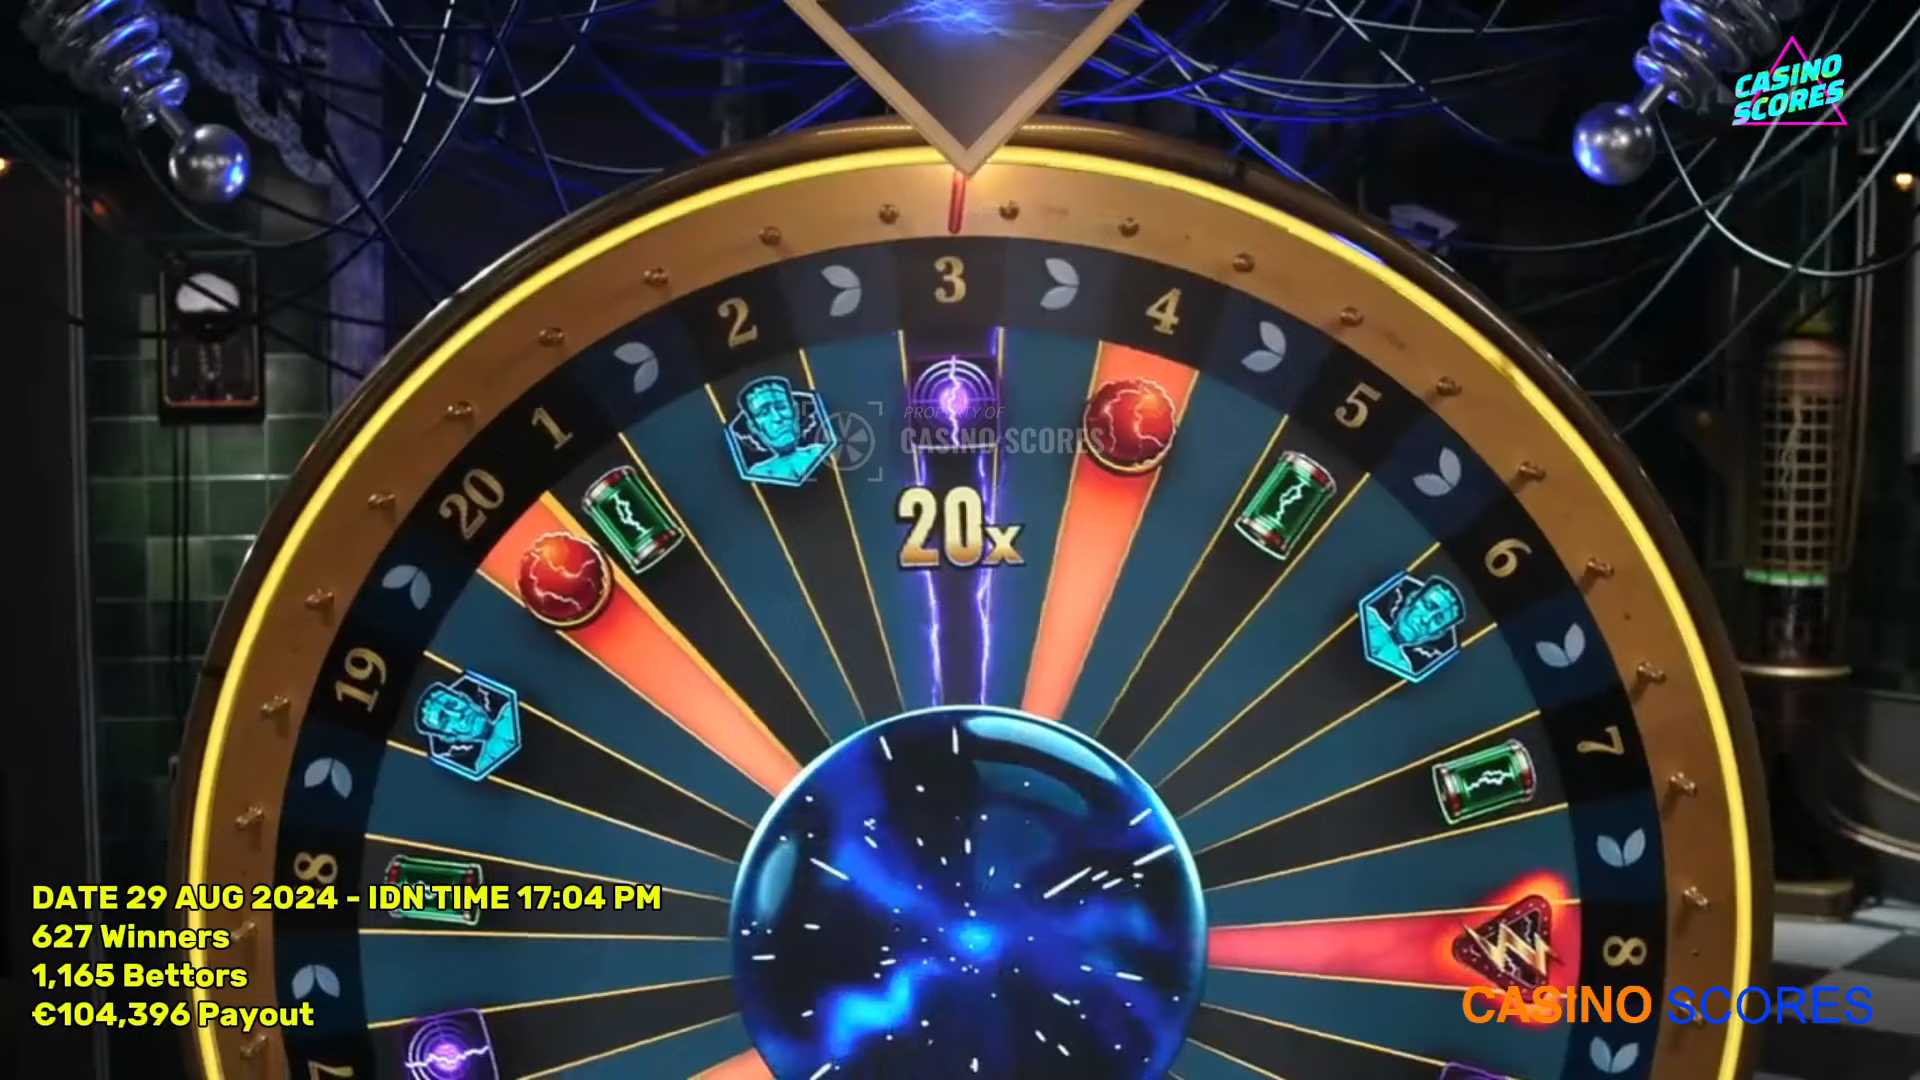 CASINO
SCORES
3
2
4
1
5
PROPERTY OF
CASINO SCORES
20
20x
6
19
7
18
DATE 29 AUG 2024 - IDN TIME 17:04 PM
627 Winners
1,165 Bettors
€104,396 Payout
8
CASINO SCORES